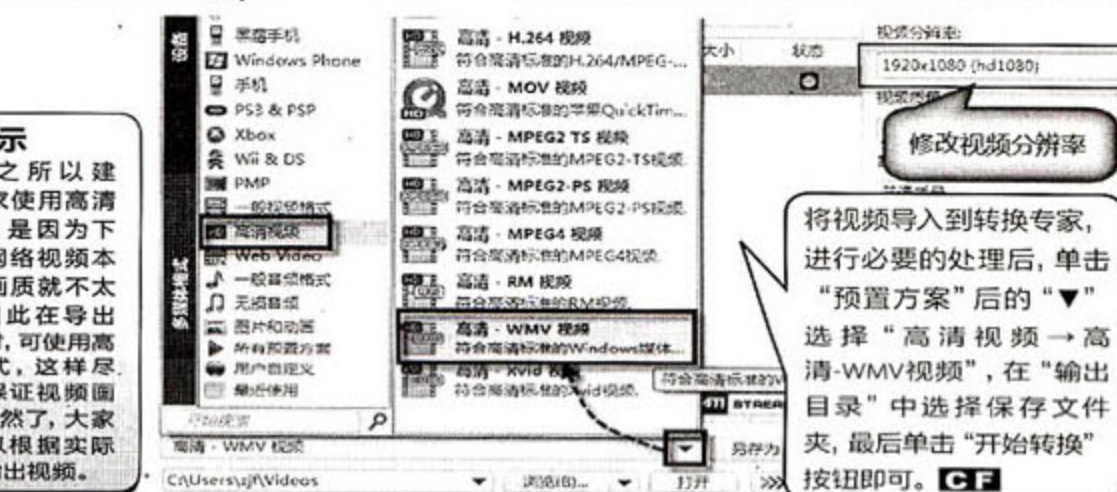 示
之所以建
家使用高清
是因为下
网络视频本
画质就不太
此在导出
时,可使用高
式,这样尽
保证视频画
然了,大家
以根据实际
出视频。
黑莓手机
Windows Phone
手机
PS3 & PSP
Xbox
Wii & DS
PMP
一般视频格式
高清视频
Web Video
一般音频格式
无损音频
图片和动画
所有预置方案
用户自定义
最近使用
高清 - H.264 视频
符合高清标准的H.264/MPEG-...
高清 - MOV 视频
符合高清标准的苹果QuickTim...
高清 - MPEG2 TS 视频
符合高清标准的MPEG2-TS视频.
高清 - MPEG2-PS 视频
符合高清标准的MPEG2-PS视频.
高清 - MPEG4 视频
符合高清标准的MPEG4视频.
高清 - RM 视频
符合高清标准的RM视频.
高清 - WMV 视频
符合高清标准的Windows媒体...
高清 - Xvid 视频
符合高清标准的Xvid视频.
高清 - WMV 视频
C:\Users\zjf\Videos
浏览(B)...
打开
大小 状态
另存为
视频分辨率:
1920x1080 (hd1080)
修改视频分辨率
将视频导入到转换专家,
进行必要的处理后,单击
“预置方案”后的“▼”
选择“高清视频→高
清-WMV视频”,在“输出
目录”中选择保存文件
夹,最后单击“开始转换”
按钮即可。CF